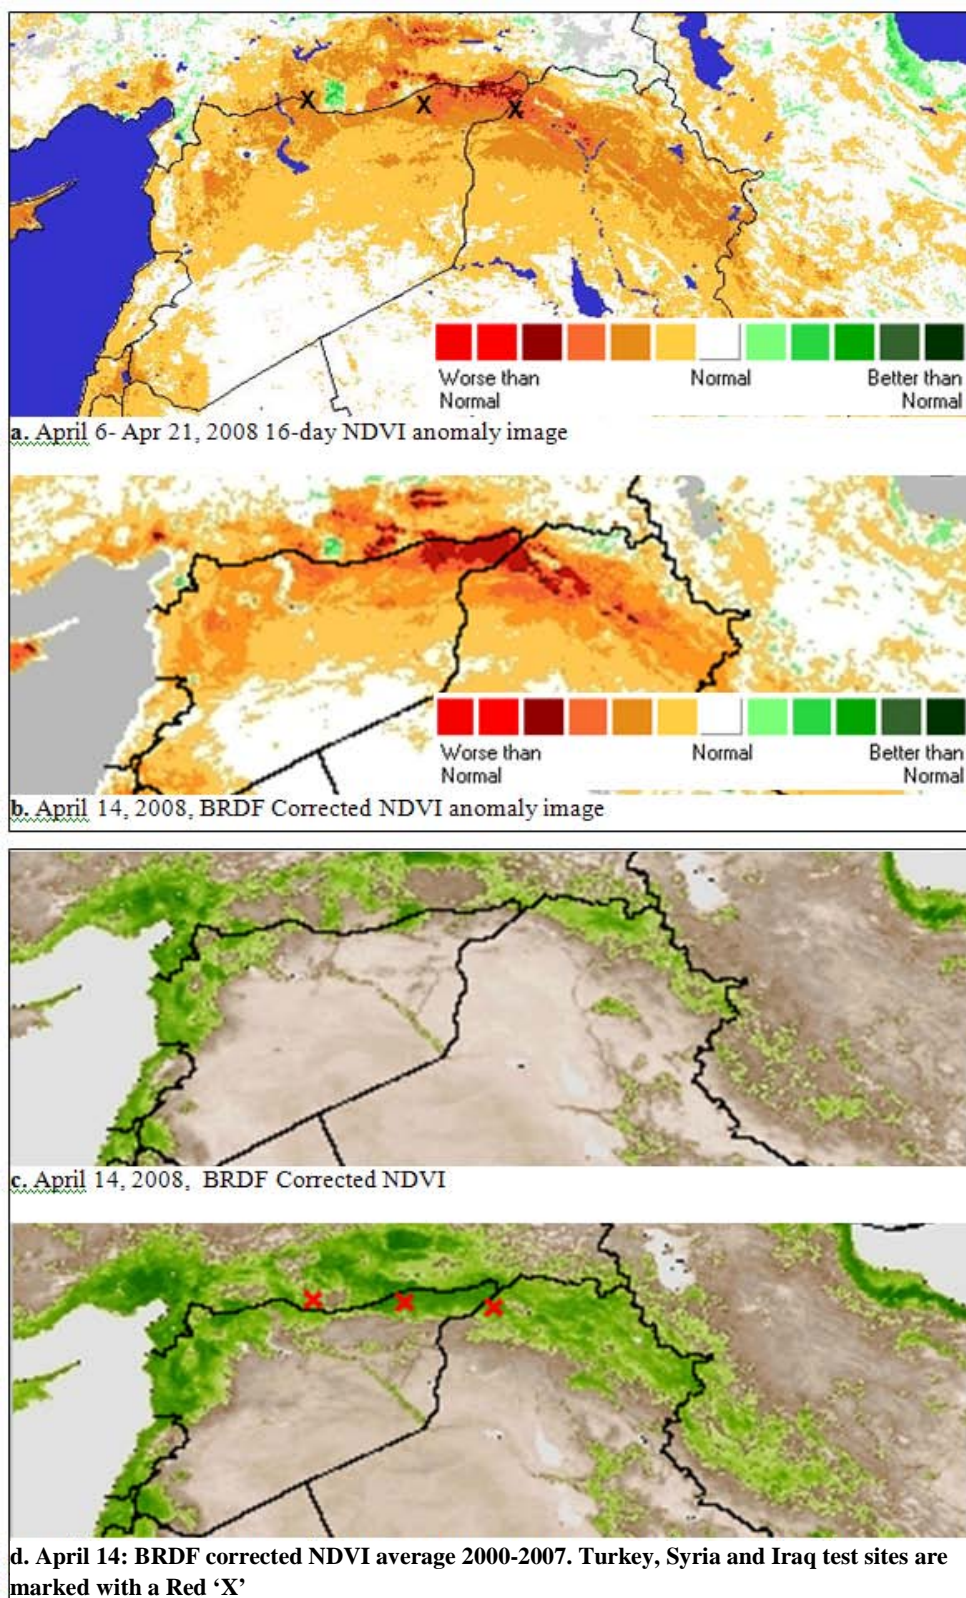 X X X
Worse than Normal Better than
Normal Normal
a. April 6- Apr 21, 2008 16-day NDVI anomaly image
Worse than Normal Better than
Normal Normal
b. April 14, 2008, BRDF Corrected NDVI anomaly image
c. April 14, 2008, BRDF Corrected NDVI
d. April 14: BRDF corrected NDVI average 2000-2007. Turkey, Syria and Iraq test sites are
marked with a Red ‘X’